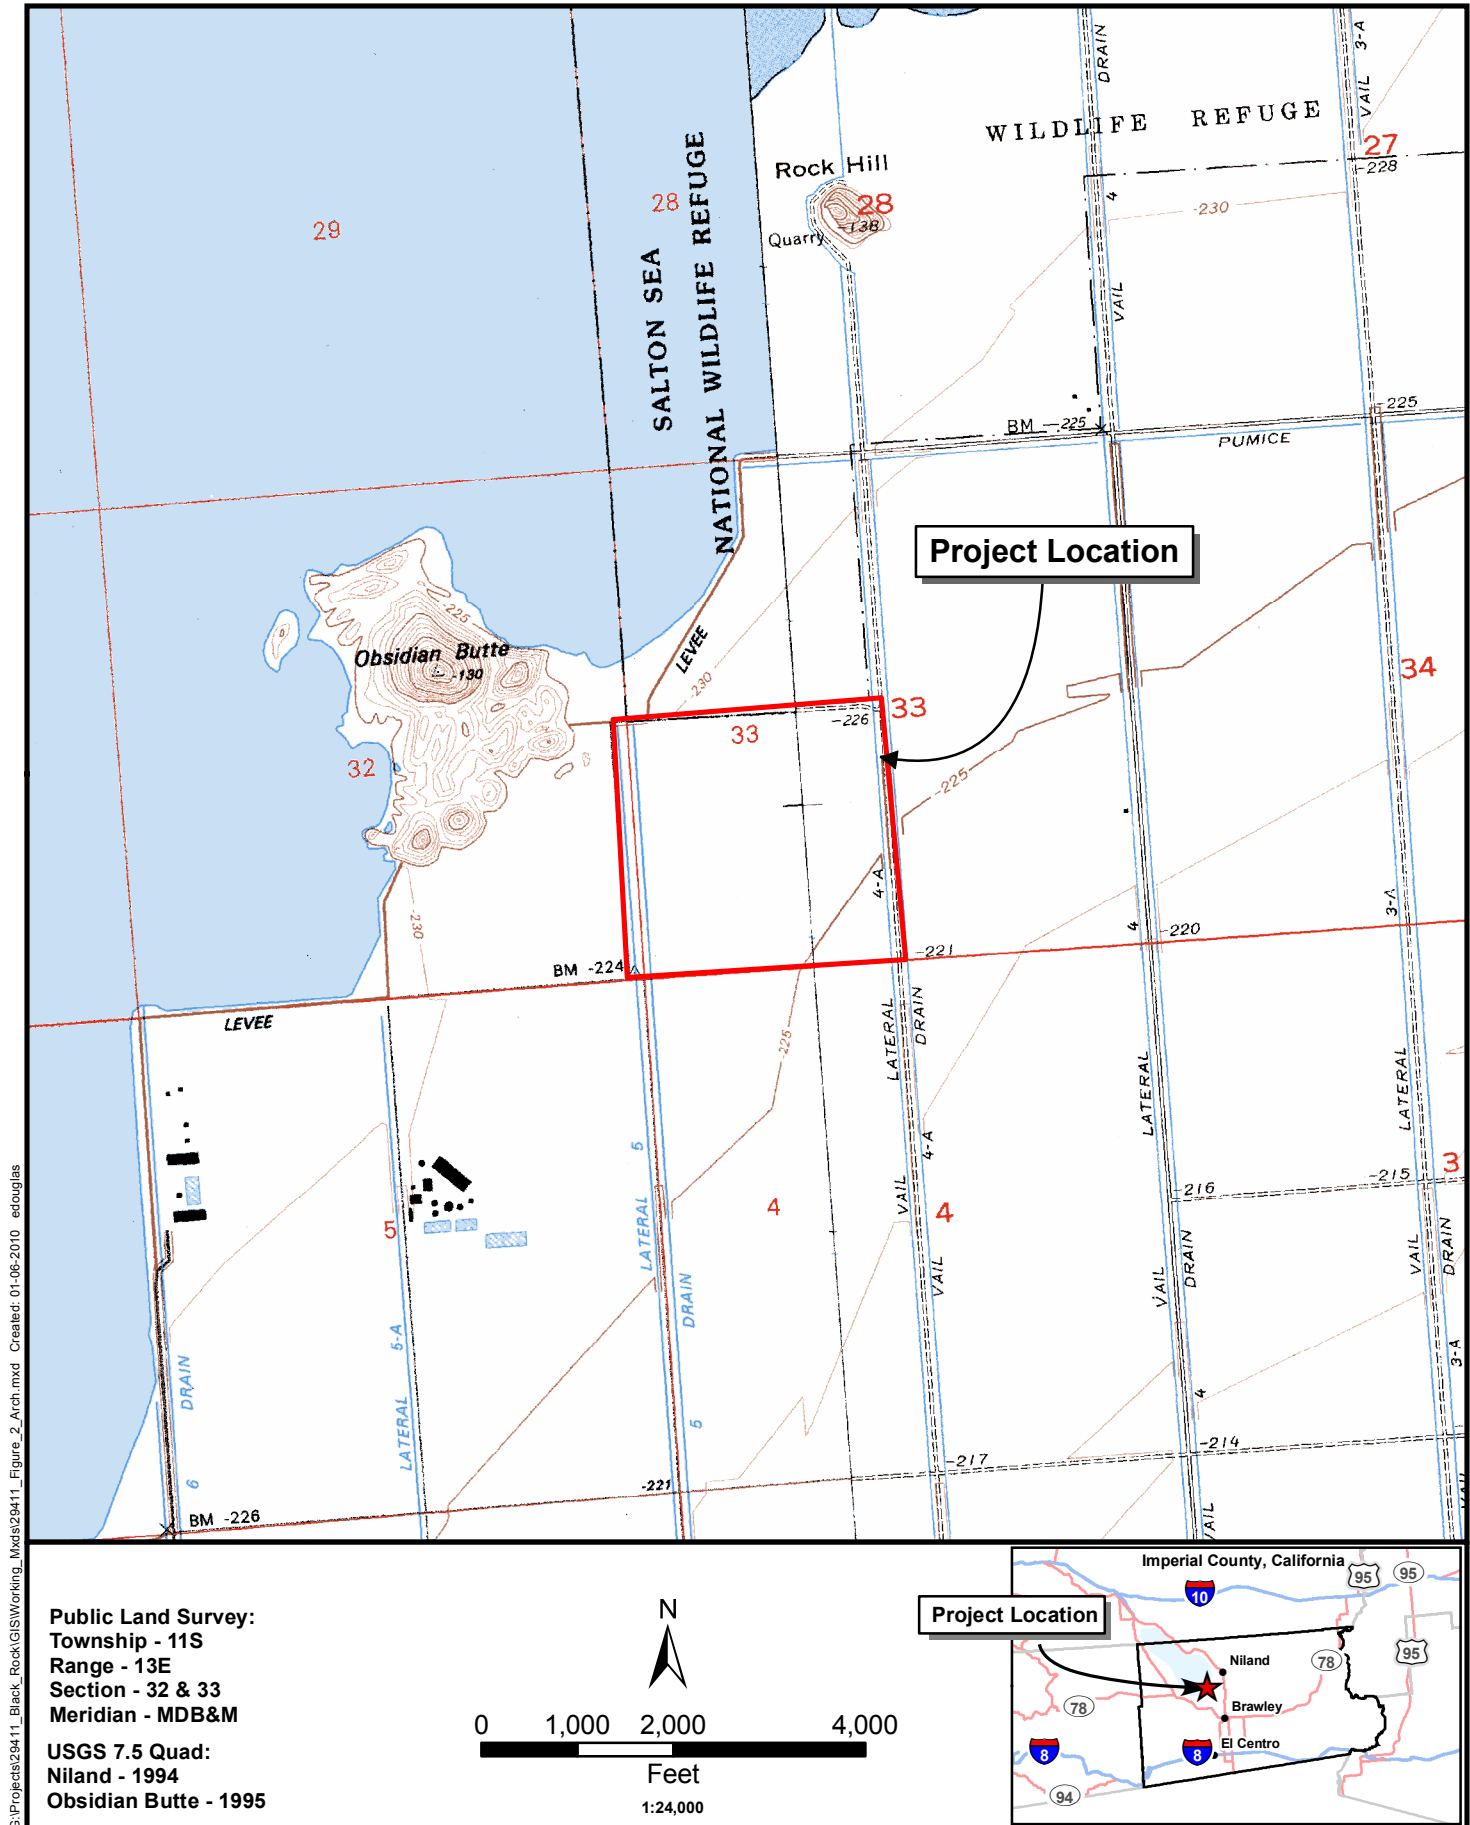 DRAIN
3-A
VAIL
WILDLIFE REFUGE
27
-228
Rock Hill
28
28
-138
Quarry
4
-230
29
SALTON SEA
NATIONAL WILDLIFE REFUGE
VAIL
-225
BM -225
PUMICE
Project Location
225
Obsidian Butte
-130
LEVEE
-230
34
33
-226
33
32
-225
4-A
3-A
4
-220
-230
-221
BM -224
LEVEE
LATERAL
DRAIN
-225
LATERAL
LATERAL
5
4-A
3
-215
-216
VAIL
4
4
5
LATERAL
DRAIN
VAIL
DRAIN
VAIL
DRAIN
VAIL
5-A
3-A
DRAIN
4
5
LATERAL
-214
-217
6
-221
BM -226
VAIL
VAIL
G:\Projects\29411_Black_Rock\GIS\Working_Mxds\29411_Figure_2_Arch.mxd Created: 01-06-2010 edouglas
Public Land Survey:
Township - 11S
Range - 13E
Section - 32 & 33
Meridian - MDB&M
USGS 7.5 Quad:
Niland - 1994
Obsidian Butte - 1995
N
0 1,000 2,000 4,000
Feet
1:24,000
Imperial County, California
95
95
10
Project Location
95
78
Niland
78
Brawley
El Centro
8
8
94